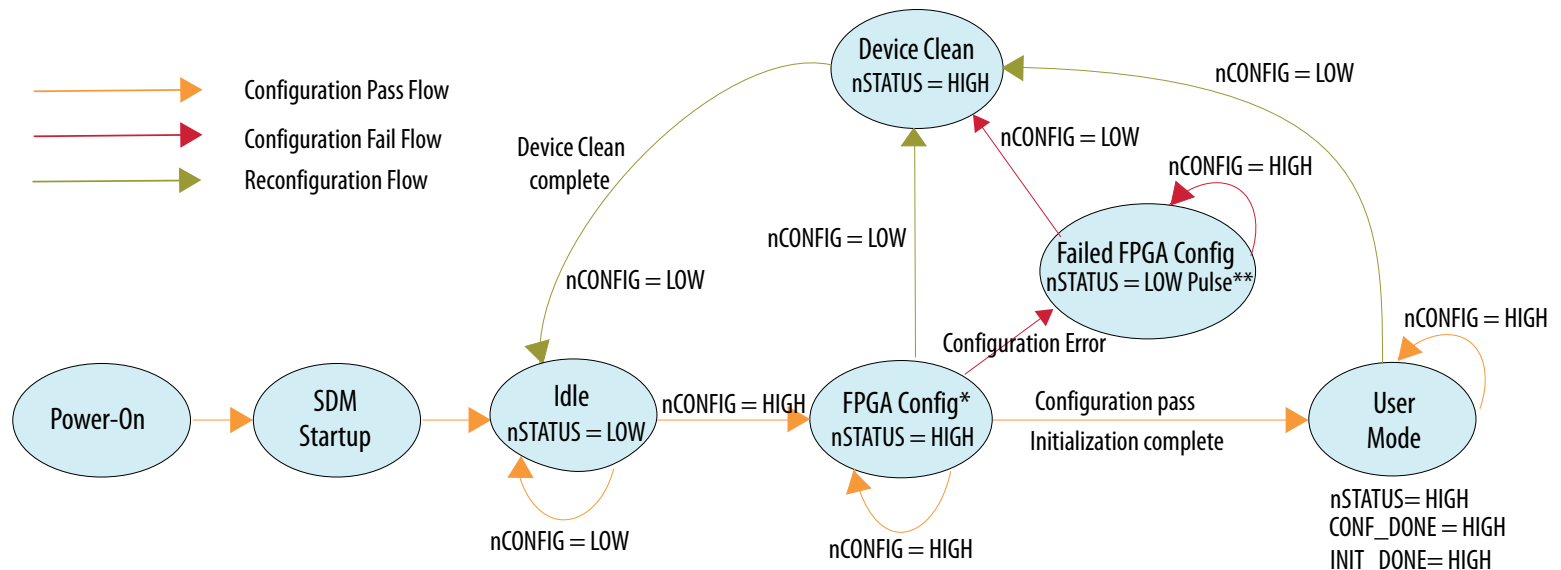 Configuration Pass Flow
Configuration Fail Flow
Reconfiguration Flow
Device Clean
nSTATUS = HIGH
nCONFIG = LOW
Device Clean
complete
nCONFIG = LOW
nCONFIG = HIGH
nCONFIG = LOW
Failed FPGA Config
nSTATUS = LOW Pulse**
nCONFIG = LOW
nCONFIG = HIGH
Configuration Error
Power-On
SDM
Startup
Idle
nSTATUS = LOW
nCONFIG = HIGH
FPGA Config*
nSTATUS = HIGH
Configuration pass
Initialization complete
User
Mode
nCONFIG = LOW
nCONFIG = HIGH
nSTATUS= HIGH
CONF_DONE = HIGH
INIT_DONE= HIGH